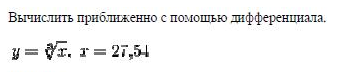 Вычислить приближенно с помощью дифференциала.
y = ∛x, x = 27,54